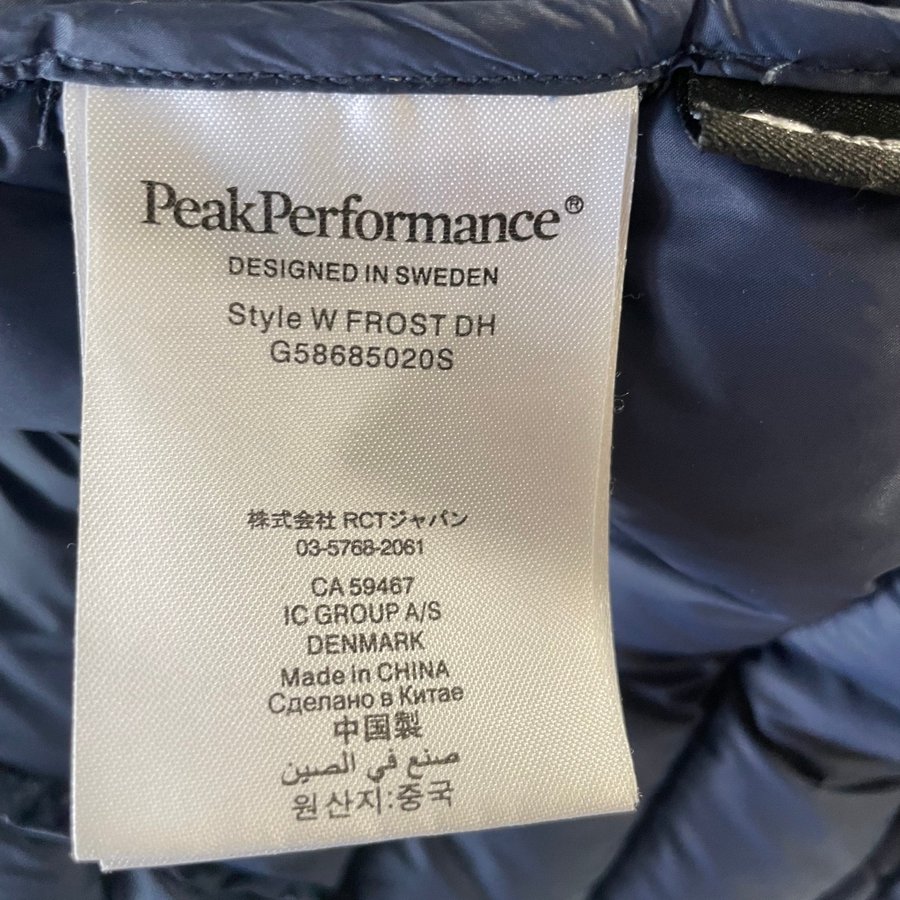 PeakPerformance®
DESIGNED IN SWEDEN
Style W FROST DH
G58685020S
株式会社 RCTジャパン
03-5768-2061
CA 59467
IC GROUP A/S
DENMARK
Made in CHINA
Сделано в Китае
中国製
صنع في الصين
원산지:중국